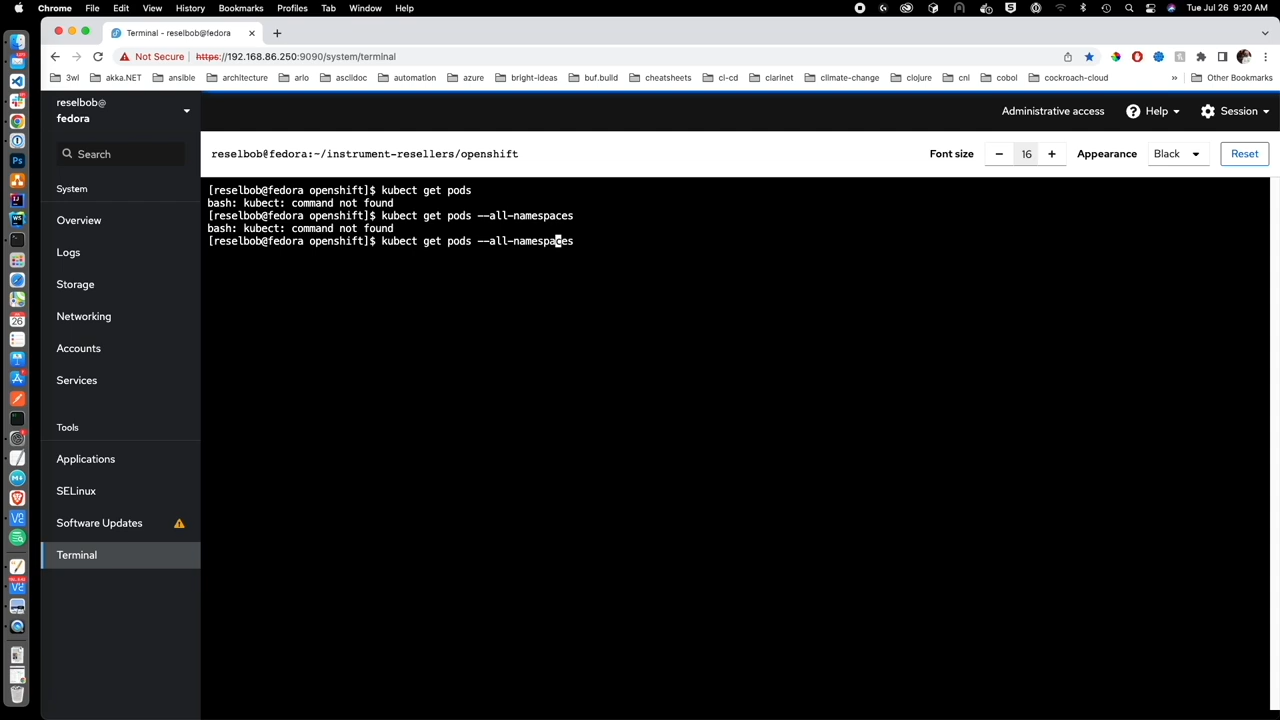 Chrome File Edit View History Bookmarks Profiles Tab Window Help Tue Jul 26 9:20 AM
Terminal - reselbob@fedora
Not Secure https://192.168.86.250:9090/system/terminal
3wl akka.NET ansible architecture arlo asciidoc automation azure bright-ideas buf.build cheatsheets ci-cd clarinet climate-change clojure cnl cobol cockroach-cloud » Other Bookmarks
reselbob@
fedora
Administrative access Help Session
Search
reselbob@fedora:~/instrument-resellers/openshift Font size 16 Appearance Black Reset
System
Overview
Logs
Storage
Networking
Accounts
Services
Tools
Applications
SELinux
Software Updates
Terminal
[reselbob@fedora openshift]$ kubect get pods
bash: kubect: command not found
[reselbob@fedora openshift]$ kubect get pods --all-namespaces
bash: kubect: command not found
[reselbob@fedora openshift]$ kubect get pods --all-namespaces